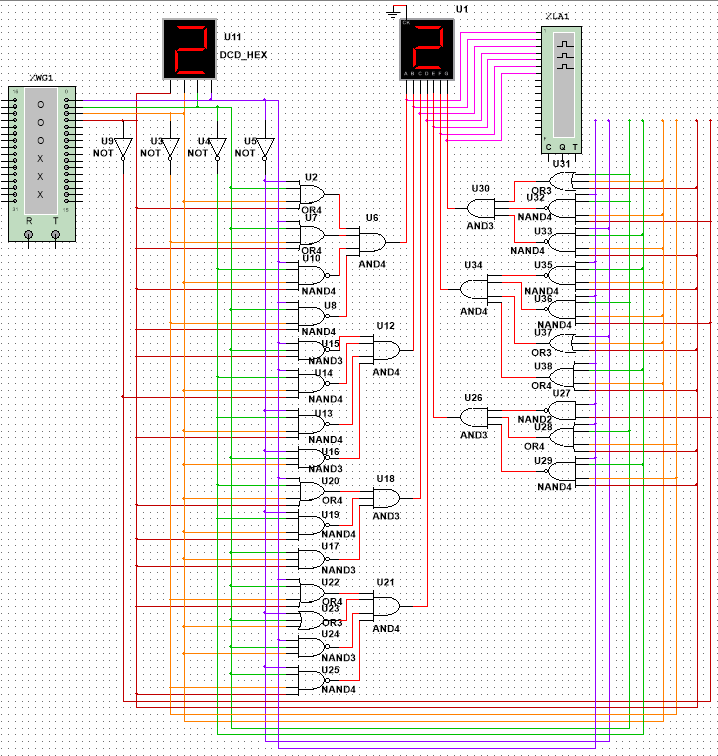 U1
XLA1
U11
DCD_HEX
2
CK
2
A B C D E F G
XWG1
O
O
O
X
X
X
R T
U9
NOT
U3
NOT
U4
NOT
U5
NOT
C Q T
U31
OR3
U2
OR4
U7
OR4
U6
AND4
U10
NAND4
U8
NAND4
U15
NAND3
U12
AND4
U14
NAND4
U13
NAND4
U16
NAND3
U20
OR4
U18
AND3
U19
NAND4
U17
NAND3
U22
OR4
U21
AND4
U23
OR3
U24
NAND3
U25
NAND4
U30
AND3
U32
NAND4
U33
NAND4
U34
AND4
U35
NAND4
U36
NAND4
U37
OR3
U38
OR4
U26
AND3
U27
NAND2
U28
OR4
U29
NAND4